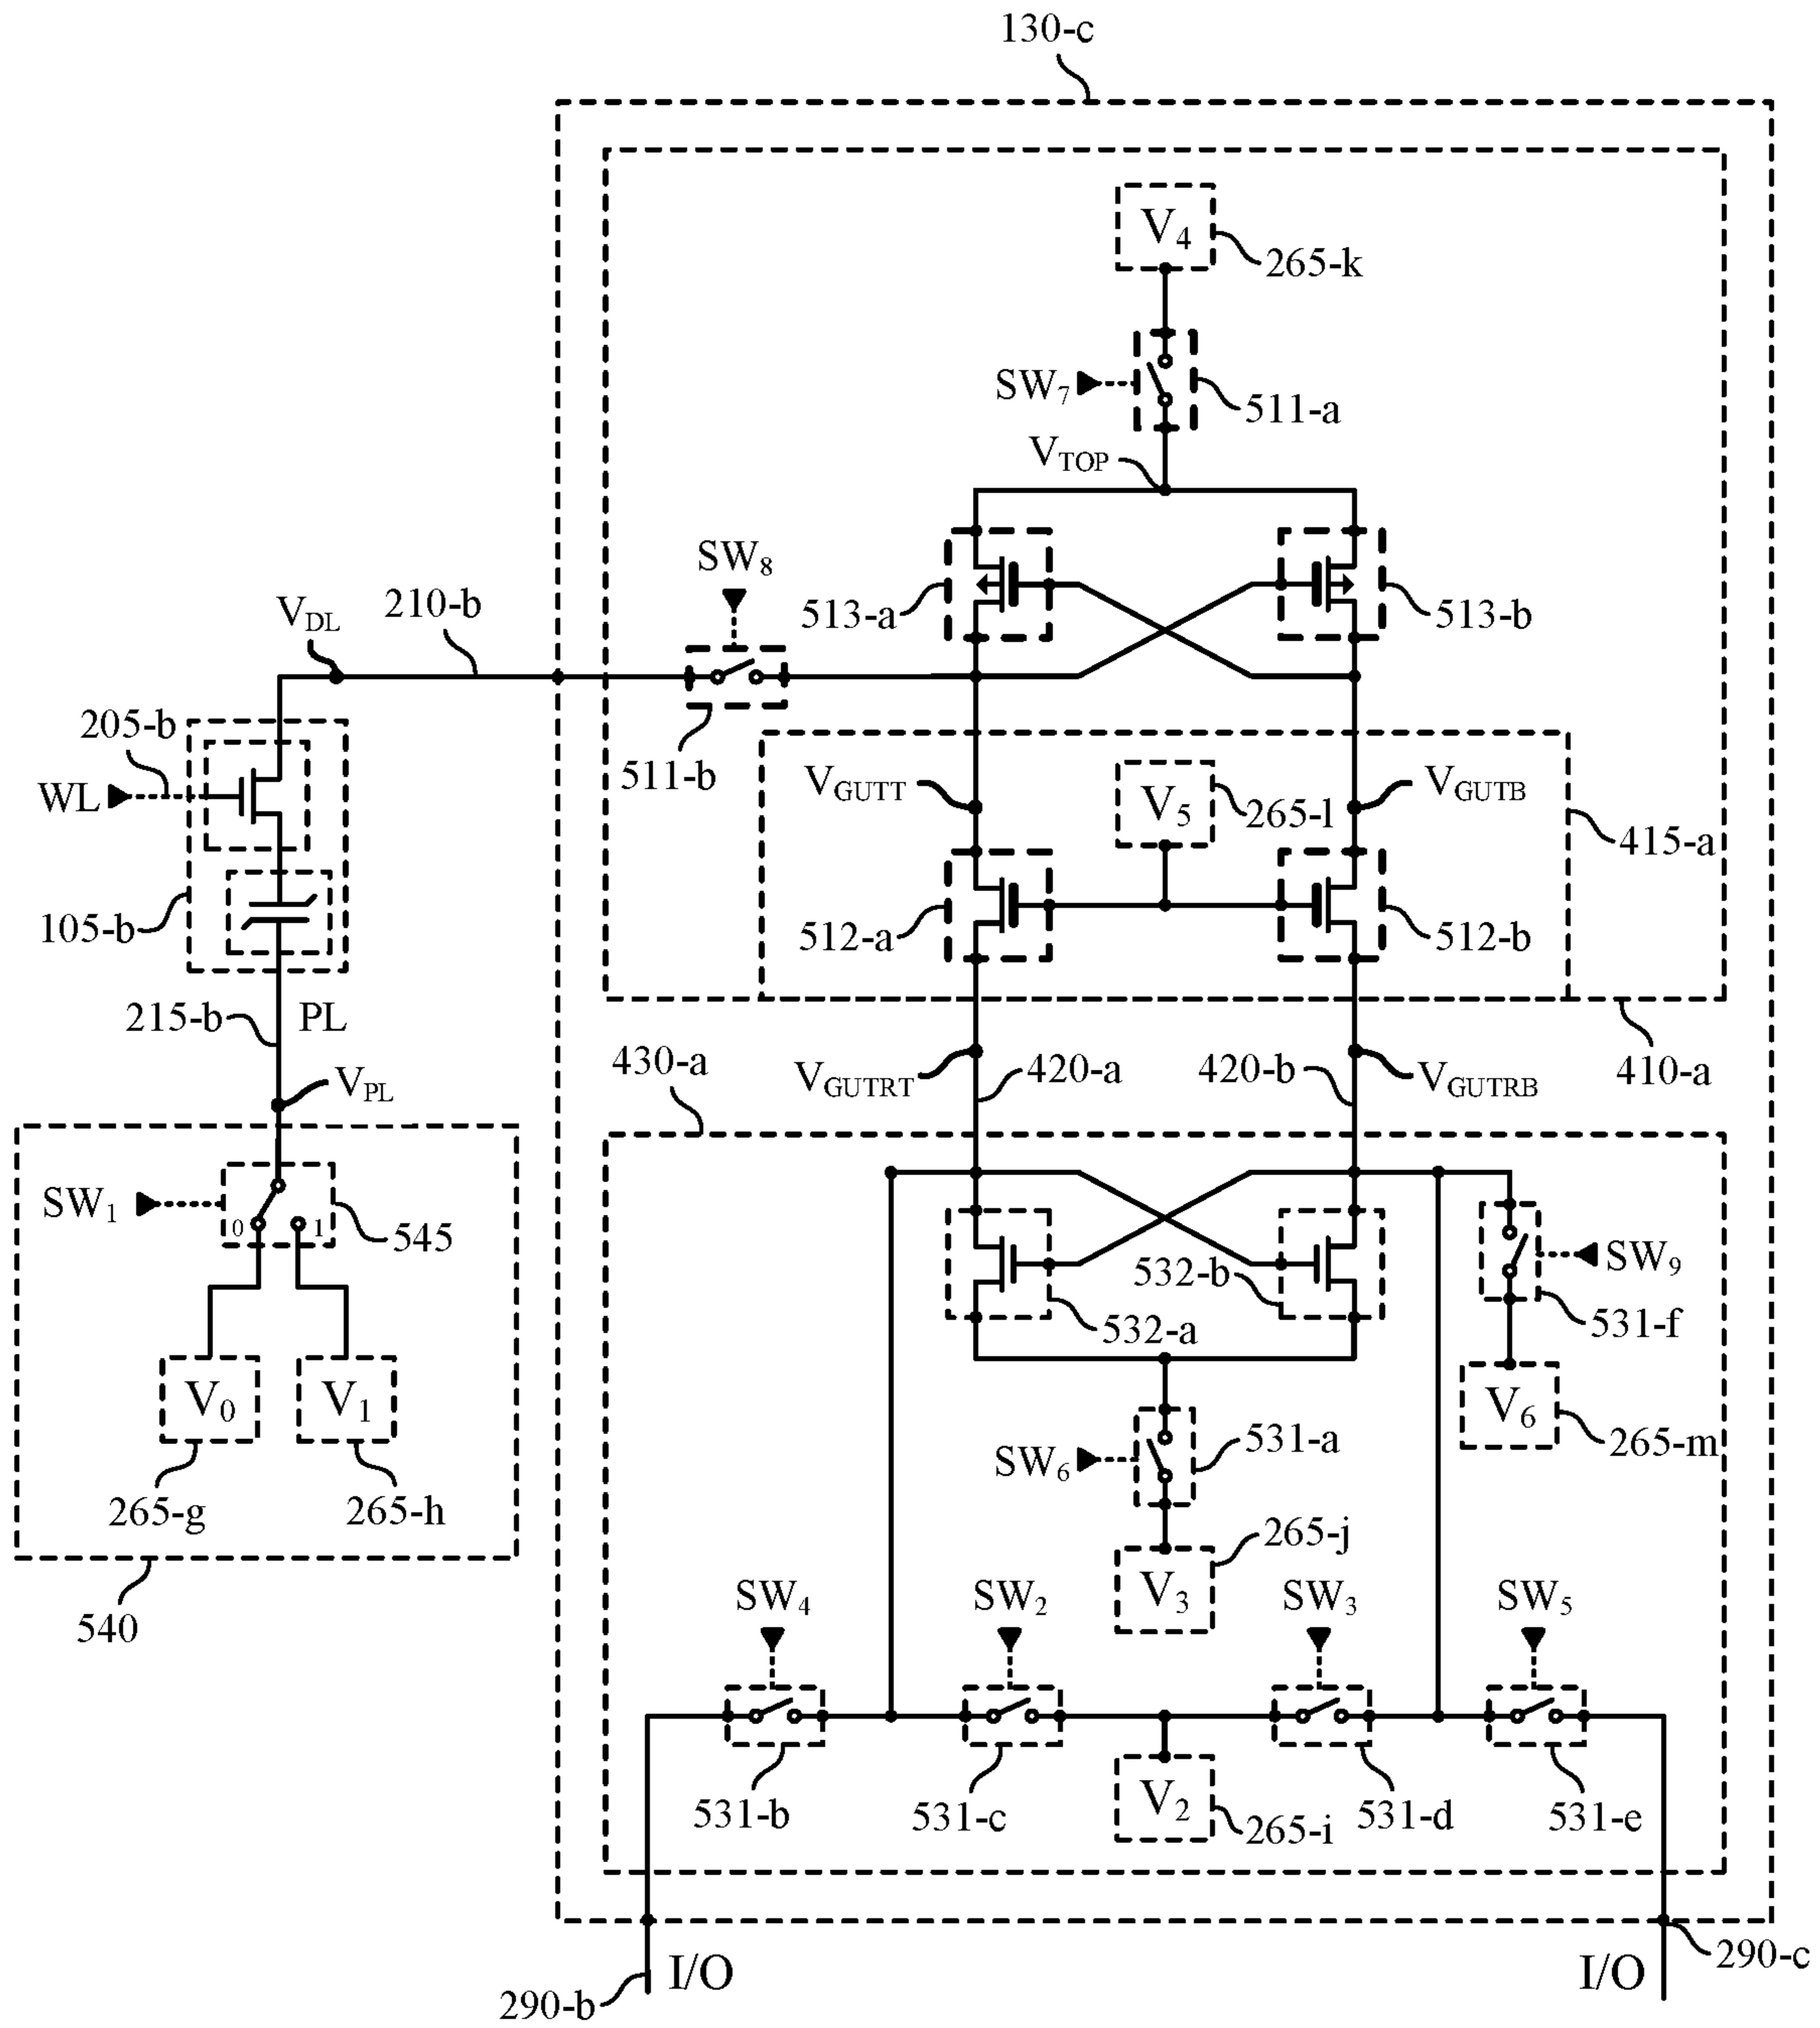 130-c
V4
265-k
SW7
511-a
VTOP
SW8
513-a
513-b
VDL
210-b
205-b
WL
511-b
VGUTT
V5
265-l
VGUTB
415-a
105-b
512-a
512-b
215-b
PL
430-a
VGUTRT
420-a
420-b
VGUTRB
410-a
VPL
SW1
0
1
545
532-b
SW9
532-a
531-f
V0
V1
V6
265-m
SW6
531-a
265-g
265-h
265-j
V3
540
SW4
SW2
SW3
SW5
531-b
531-c
V2
265-i
531-d
531-e
I/O
I/O
290-b
290-c